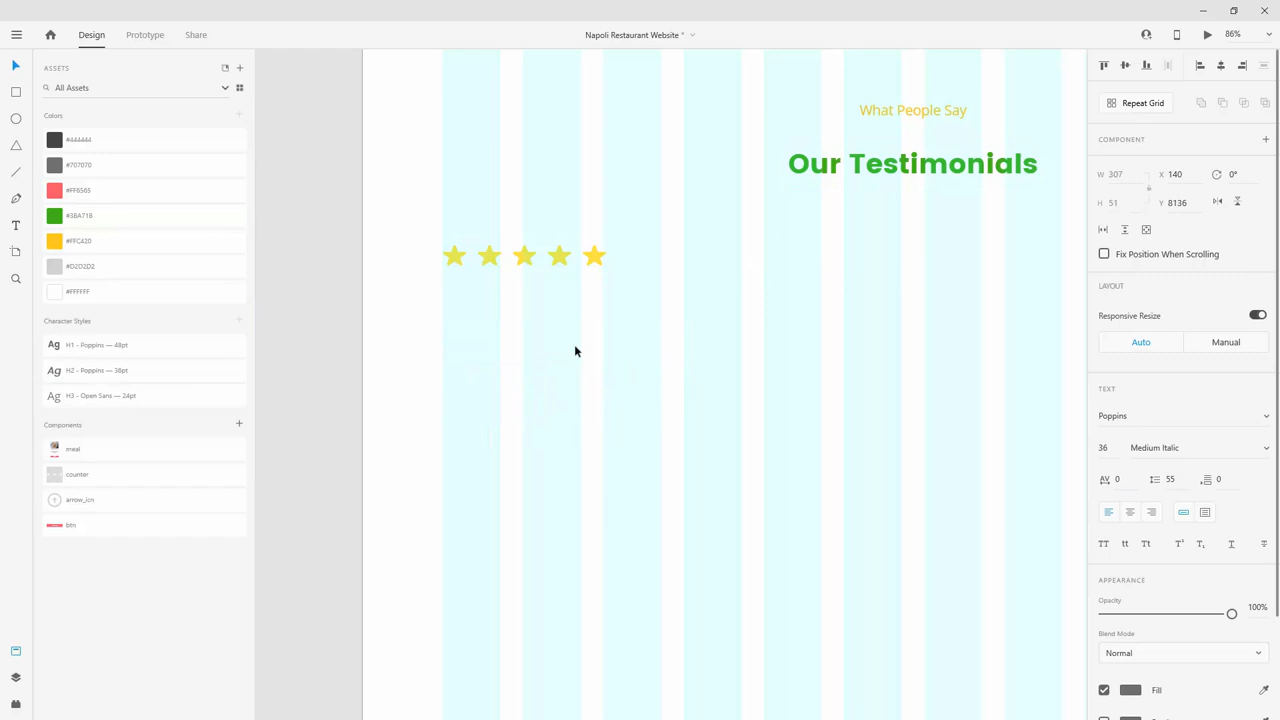 Design
Prototype
Share
Napoli Restaurant Website *
86%
ASSETS
All Assets
Colors
#444444
#707070
#FF6565
#3BA71B
#FFC420
#D2D2D2
#FFFFFF
Character Styles
Ag H1 - Poppins — 48pt
Ag H2 - Poppins — 36pt
Ag H3 - Open Sans — 24pt
Components
meal
counter
arrow_icn
btn
What People Say
Our Testimonials
Repeat Grid
COMPONENT
W 307 X 140 0°
H 51 Y 8136
Fix Position When Scrolling
LAYOUT
Responsive Resize
Auto Manual
TEXT
Poppins
36 Medium Italic
AV 0 55 0
TT tt Tt T¹ T₁ T T
APPEARANCE
Opacity
100%
Blend Mode
Normal
Fill